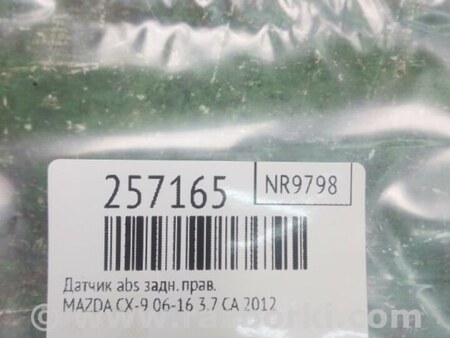 257165
NR9798
Датчик abs задн. прав.
MAZDA CX-9 06-16 3.7 CA 2012